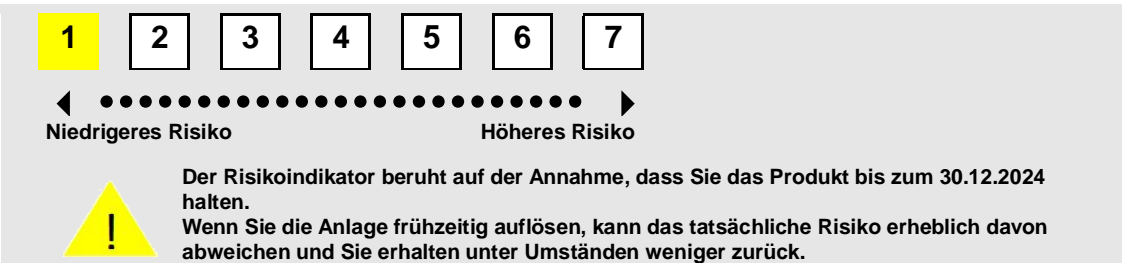 1 2 3 4 5 6 7
Niedrigeres Risiko Höheres Risiko
Der Risikoindikator beruht auf der Annahme, dass Sie das Produkt bis zum 30.12.2024
halten.
Wenn Sie die Anlage frühzeitig auflösen, kann das tatsächliche Risiko erheblich davon
abweichen und Sie erhalten unter Umständen weniger zurück.
!